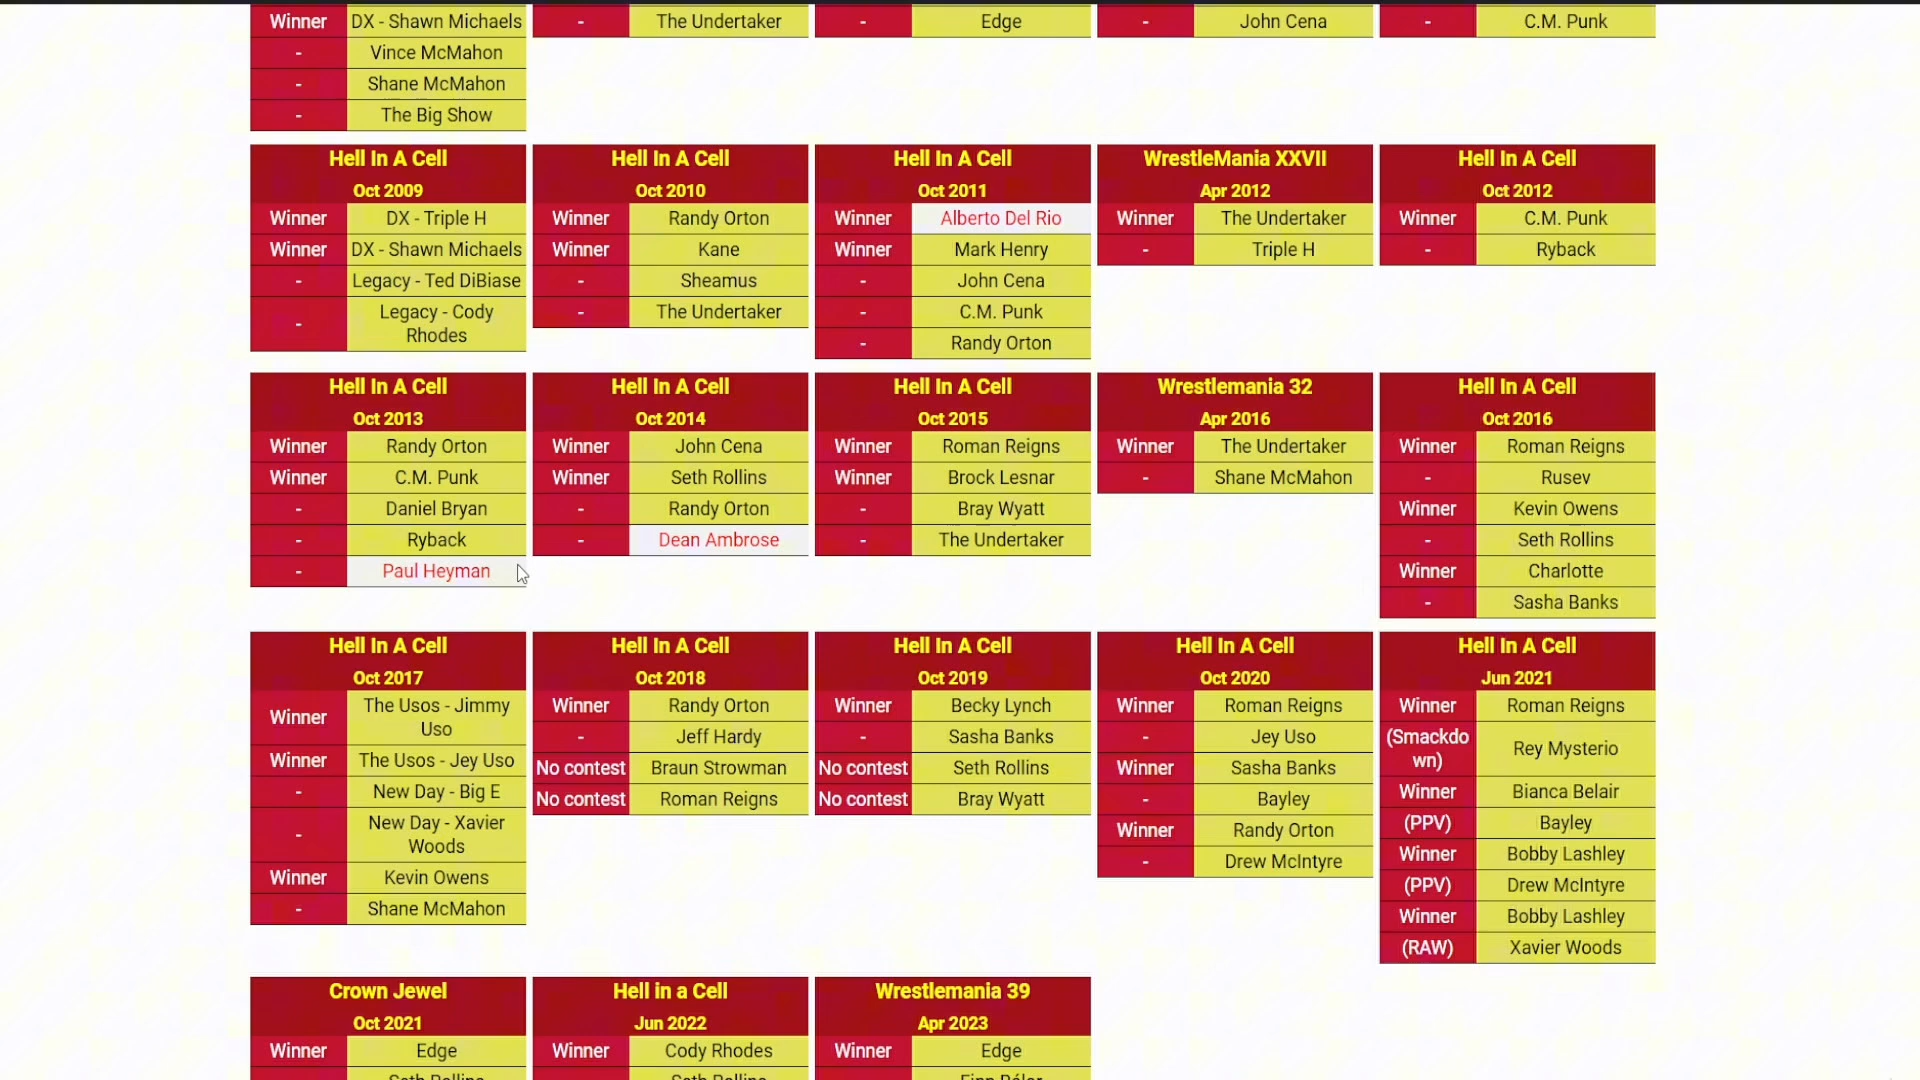 Winner DX - Shawn Michaels
- Vince McMahon
- Shane McMahon
- The Big Show
- The Undertaker
- Edge
- John Cena
- C.M. Punk
Hell In A Cell
Oct 2009
Winner DX - Triple H
Winner DX - Shawn Michaels
- Legacy - Ted DiBiase
- Legacy - Cody
Rhodes
Hell In A Cell
Oct 2010
Winner Randy Orton
Winner Kane
- Sheamus
- The Undertaker
Hell In A Cell
Oct 2011
Winner Alberto Del Rio
Winner Mark Henry
- John Cena
- C.M. Punk
- Randy Orton
WrestleMania XXVII
Apr 2012
Winner The Undertaker
- Triple H
Hell In A Cell
Oct 2012
Winner C.M. Punk
- Ryback
Hell In A Cell
Oct 2013
Winner Randy Orton
Winner C.M. Punk
- Daniel Bryan
- Ryback
- Paul Heyman
Hell In A Cell
Oct 2014
Winner John Cena
Winner Seth Rollins
- Randy Orton
- Dean Ambrose
Hell In A Cell
Oct 2015
Winner Roman Reigns
Winner Brock Lesnar
- Bray Wyatt
- The Undertaker
Wrestlemania 32
Apr 2016
Winner The Undertaker
- Shane McMahon
Hell In A Cell
Oct 2016
Winner Roman Reigns
- Rusev
Winner Kevin Owens
- Seth Rollins
Winner Charlotte
- Sasha Banks
Hell In A Cell
Oct 2017
Winner The Usos - Jimmy
Uso
Winner The Usos - Jey Uso
- New Day - Big E
- New Day - Xavier
Woods
Winner Kevin Owens
- Shane McMahon
Hell In A Cell
Oct 2018
Winner Randy Orton
- Jeff Hardy
No contest Braun Strowman
No contest Roman Reigns
Hell In A Cell
Oct 2019
Winner Becky Lynch
- Sasha Banks
No contest Seth Rollins
No contest Bray Wyatt
Hell In A Cell
Oct 2020
Winner Roman Reigns
- Jey Uso
Winner Sasha Banks
- Bayley
Winner Randy Orton
- Drew McIntyre
Hell In A Cell
Jun 2021
Winner Roman Reigns
(Smackdo
wn) Rey Mysterio
Winner Bianca Belair
(PPV) Bayley
Winner Bobby Lashley
(PPV) Drew McIntyre
Winner Bobby Lashley
(RAW) Xavier Woods
Crown Jewel
Oct 2021
Winner Edge
Seth Rollins
Hell in a Cell
Jun 2022
Winner Cody Rhodes
Seth Rollins
Wrestlemania 39
Apr 2023
Winner Edge
Finn Bálor